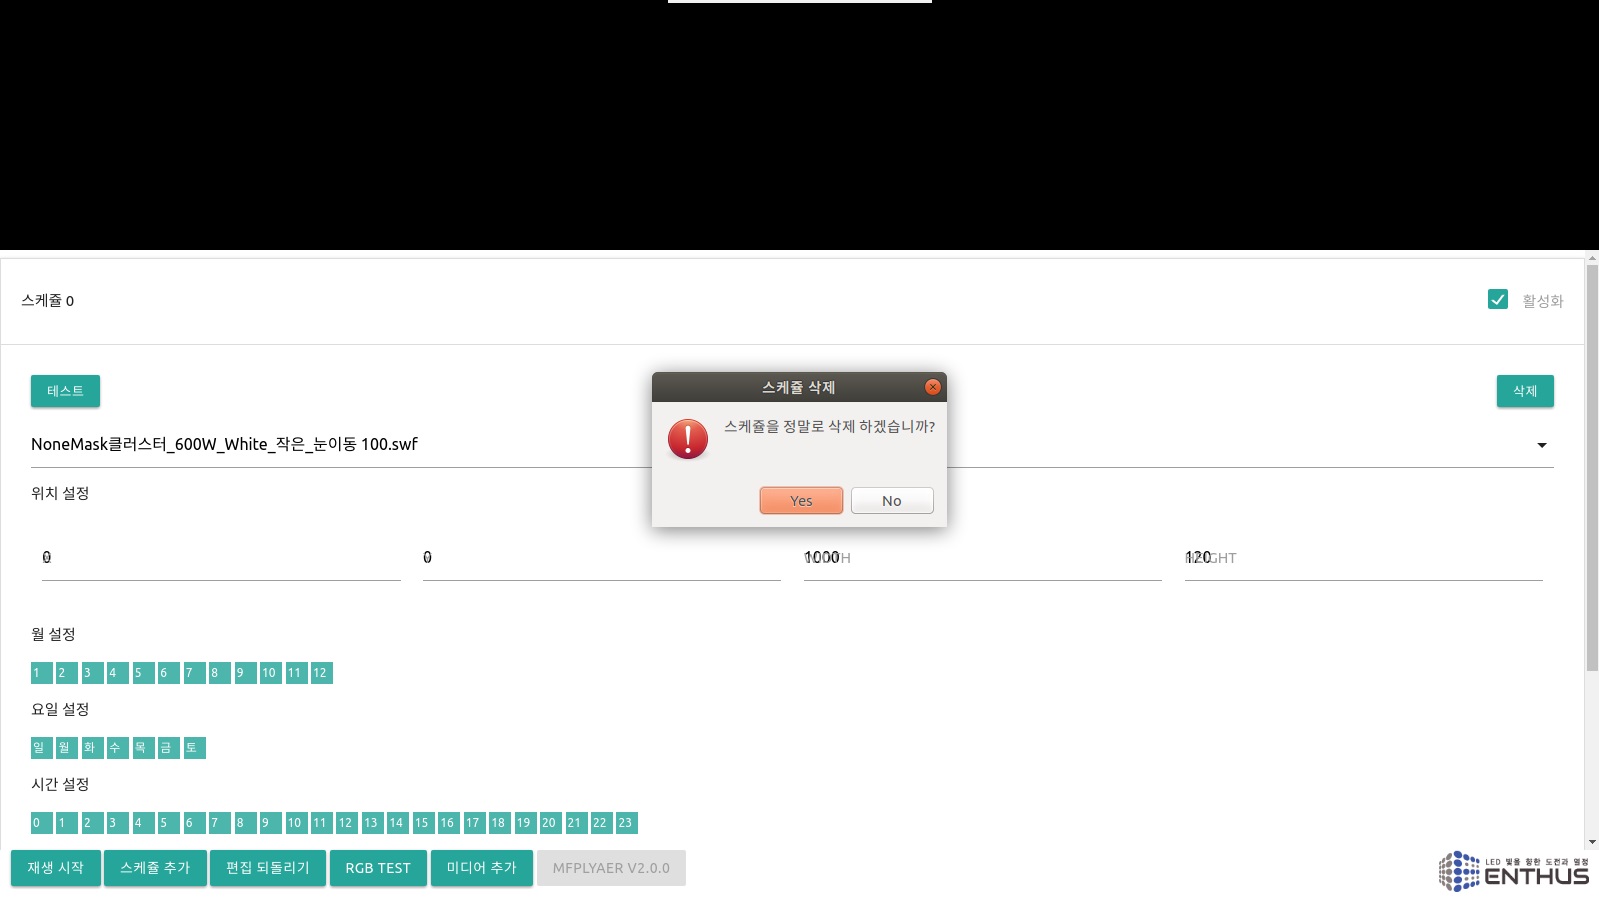 스케쥴 0
활성화
테스트
삭제
스케쥴 삭제
스케쥴을 정말로 삭제 하겠습니까?
Yes
No
NoneMask클러스터_600W_White_작은_눈이동 100.swf
위치 설정
0
0
1000
WIDTH
120
HEIGHT
월 설정
1 2 3 4 5 6 7 8 9 10 11 12
요일 설정
일 월 화 수 목 금 토
시간 설정
0 1 2 3 4 5 6 7 8 9 10 11 12 13 14 15 16 17 18 19 20 21 22 23
재생 시작
스케쥴 추가
편집 되돌리기
RGB TEST
미디어 추가
MFPLYAER V2.0.0
LED 빛을 향한 도전과 열정
ENTHUS